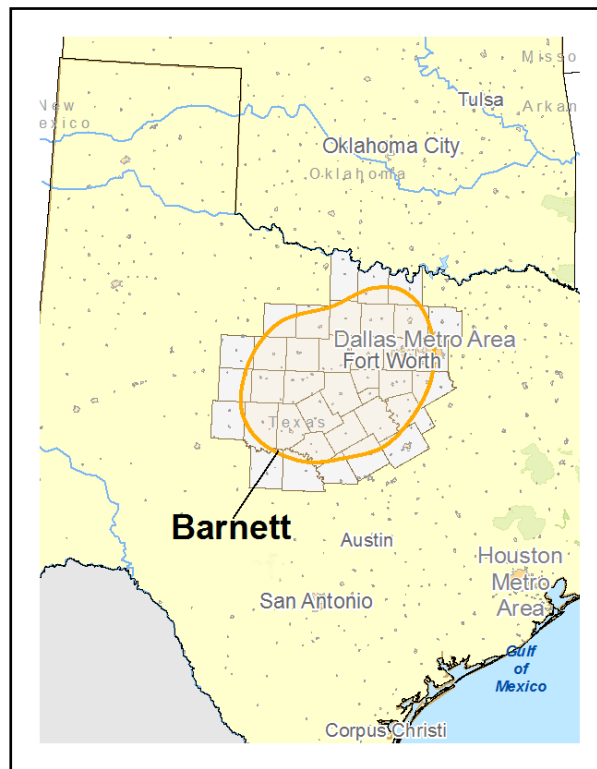 Misso
Tulsa
New
exico
Arkan
Oklahoma City
Oklahoma
Dallas Metro Area
Fort Worth
Texas
Barnett
Austin
Houston
Metro
Area
San Antonio
Gulf
of
Mexico
Corpus Christi